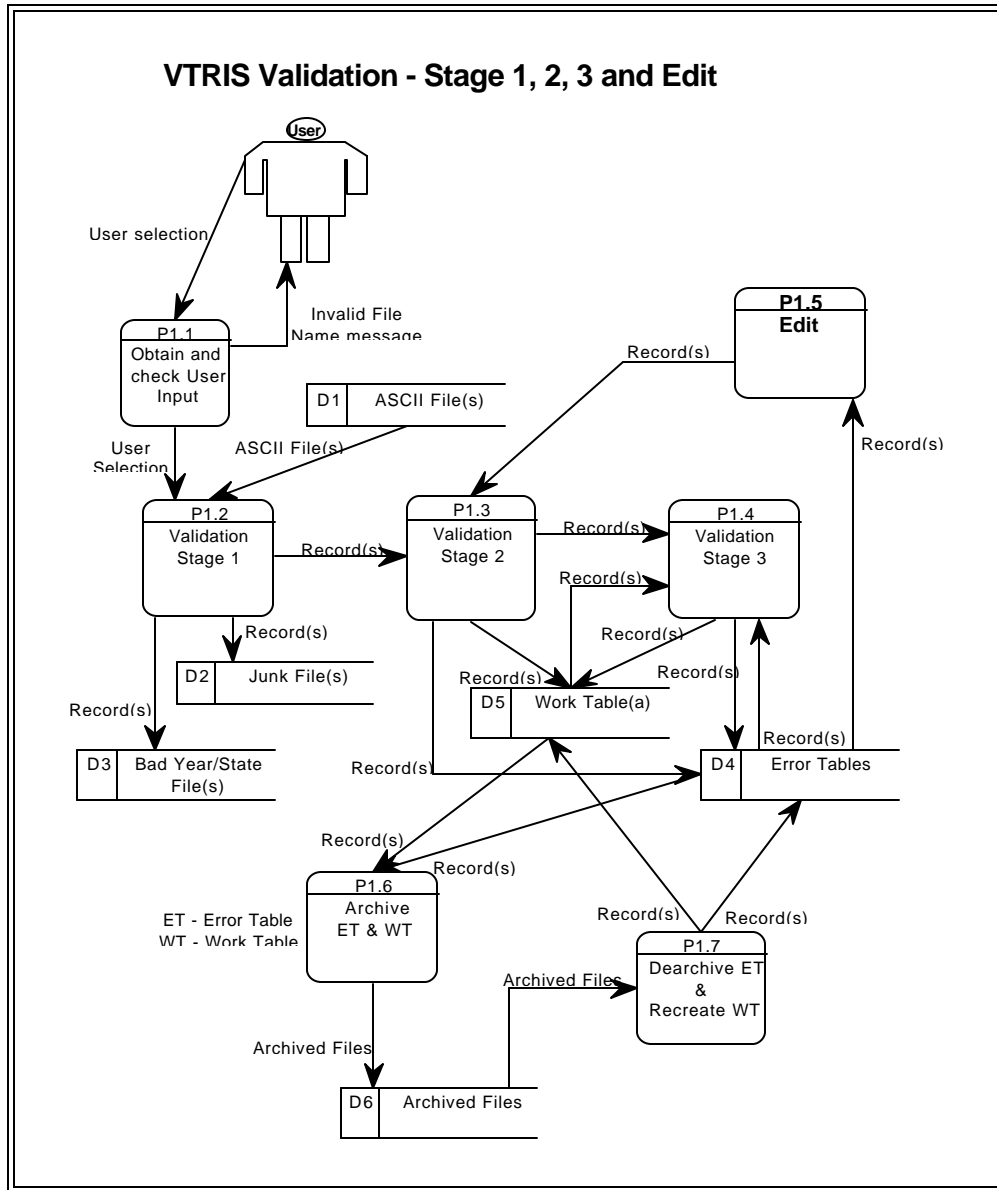 VTRIS Validation - Stage 1, 2, 3 and Edit
User
User selection
Invalid File
Name message
P1.1
Obtain and
check User
Input
P1.5
Edit
Record(s)
D1 ASCII File(s)
User
Selection
ASCII File(s)
Record(s)
P1.2
Validation
Stage 1
Record(s)
P1.3
Validation
Stage 2
Record(s)
P1.4
Validation
Stage 3
Record(s)
Record(s)
Record(s)
D2 Junk File(s)
Record(s)
Record(s)
D5 Work Table(a)
Record(s)
Record(s)
D3 Bad Year/State
File(s)
Record(s)
D4 Error Tables
Record(s)
Record(s)
P1.6
Archive
ET & WT
ET - Error Table
WT - Work Table
Record(s)
Record(s)
P1.7
Dearchive ET
&
Recreate WT
Archived Files
Archived Files
D6 Archived Files